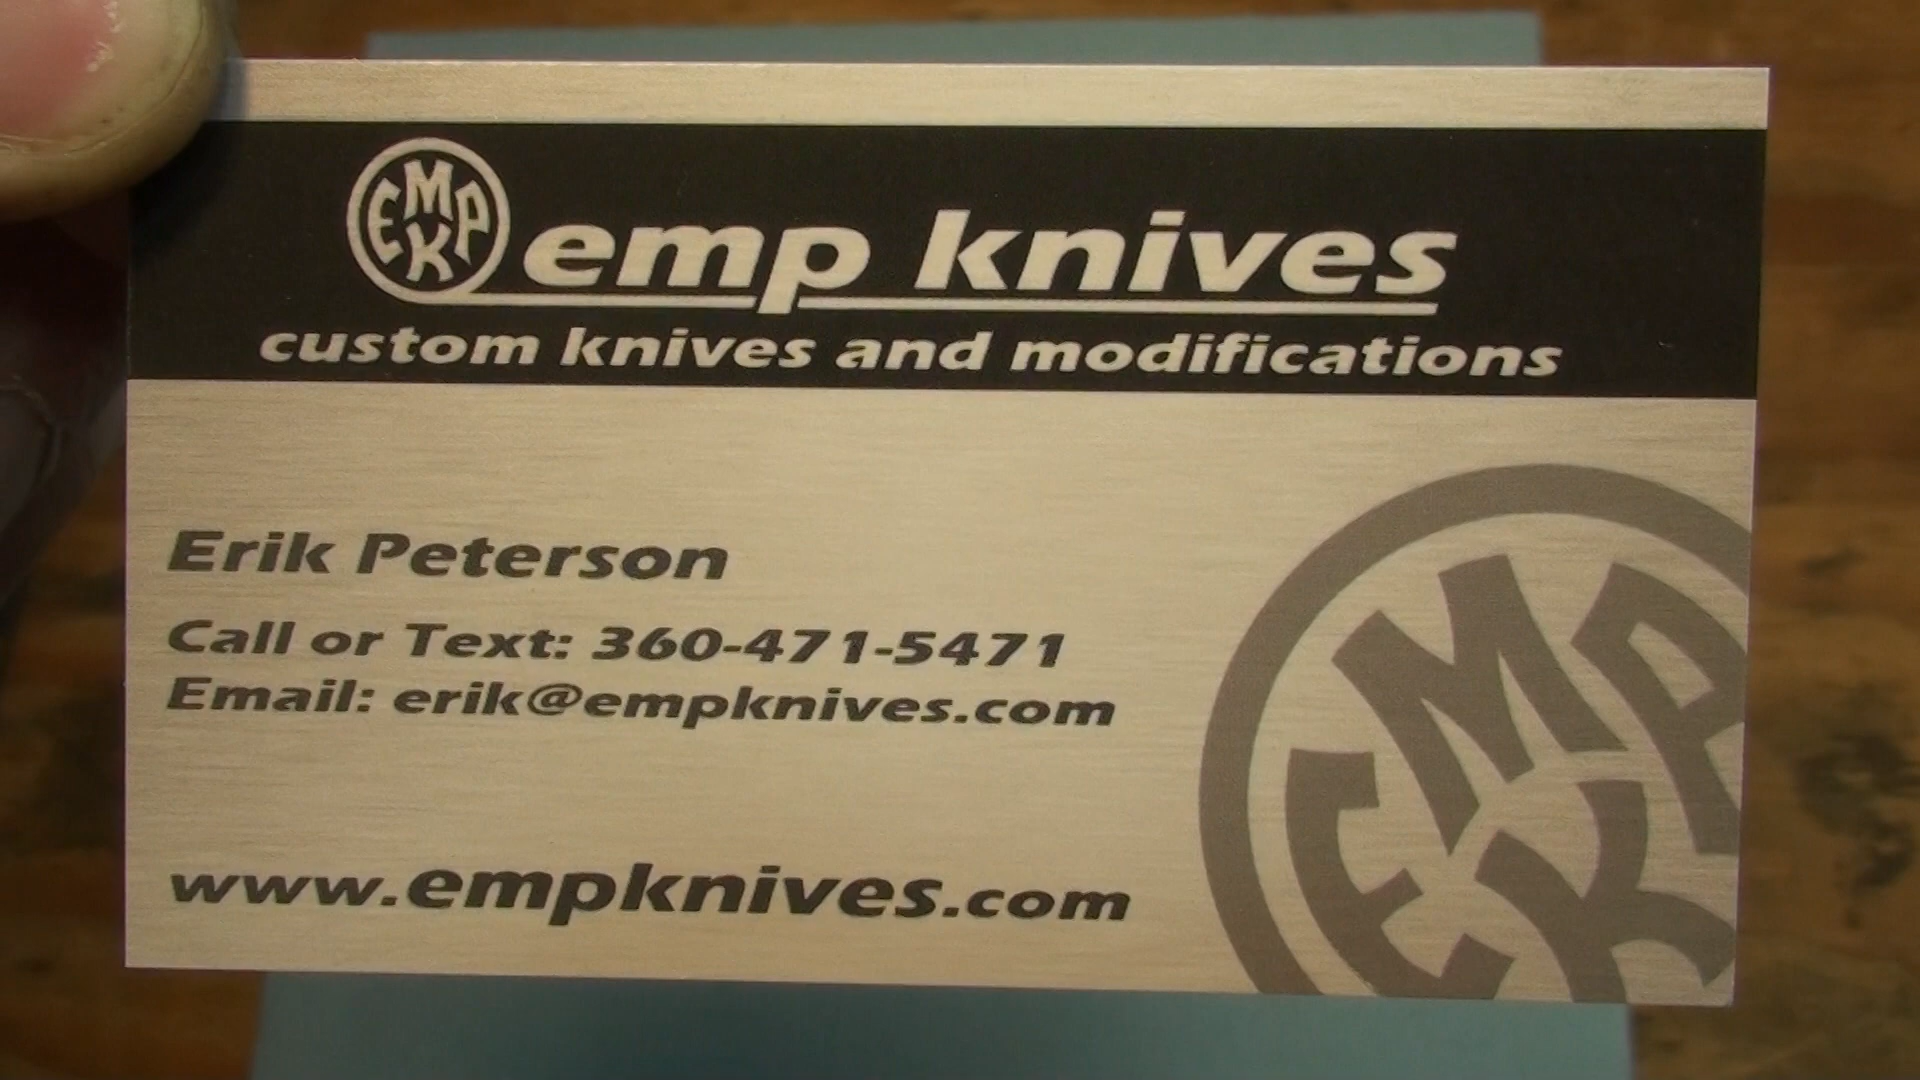 EMPK emp knives
custom knives and modifications
Erik Peterson
Call or Text: 360-471-5471
Email: erik@empknives.com
www.empknives.com
EMPK